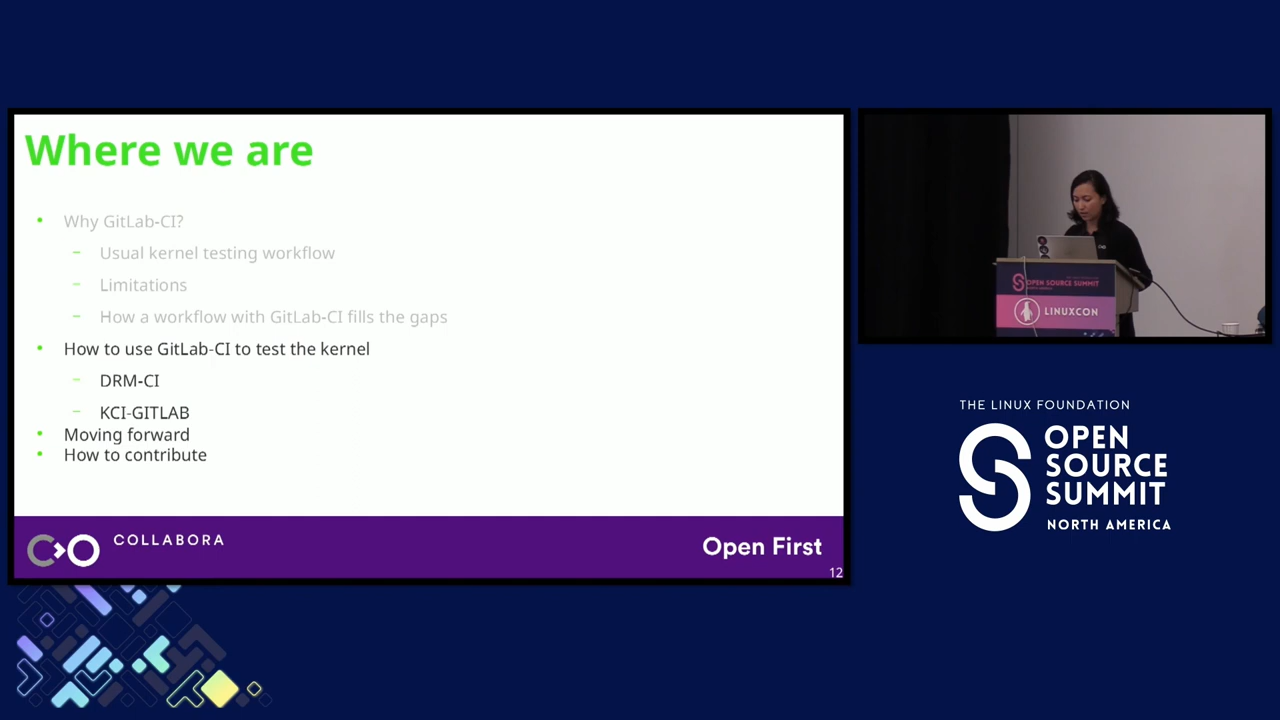 Where we are
Why GitLab-CI?
Usual kernel testing workflow
Limitations
How a workflow with GitLab-CI fills the gaps
How to use GitLab-CI to test the kernel
DRM-CI
KCI-GITLAB
Moving forward
How to contribute
COLLABORA
Open First
12
OPEN SOURCE SUMMIT
LINUXCON
THE LINUX FOUNDATION
OPEN
SOURCE
SUMMIT
NORTH AMERICA